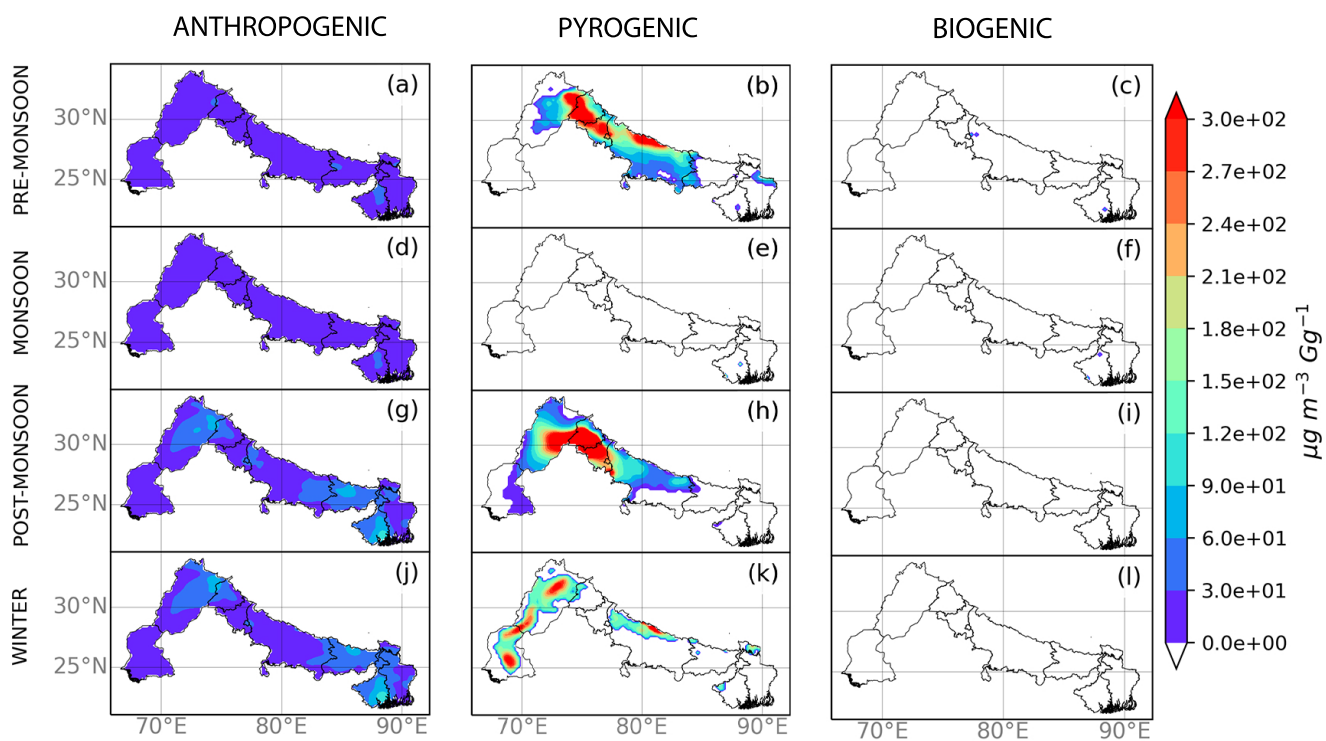 ANTHROPOGENIC PYROGENIC BIOGENIC
PRE-MONSOON
(a) (b) (c)
30°N
25°N
MONSOON
(d) (e) (f)
30°N
25°N
POST-MONSOON
(g) (h) (i)
30°N
25°N
WINTER
(j) (k) (l)
30°N
25°N
70°E 80°E 90°E 70°E 80°E 90°E 70°E 80°E 90°E
3.0e+02
2.7e+02
2.4e+02
2.1e+02
1.8e+02
1.5e+02
1.2e+02
9.0e+01
6.0e+01
3.0e+01
0.0e+00
μg m⁻³ Gg⁻¹